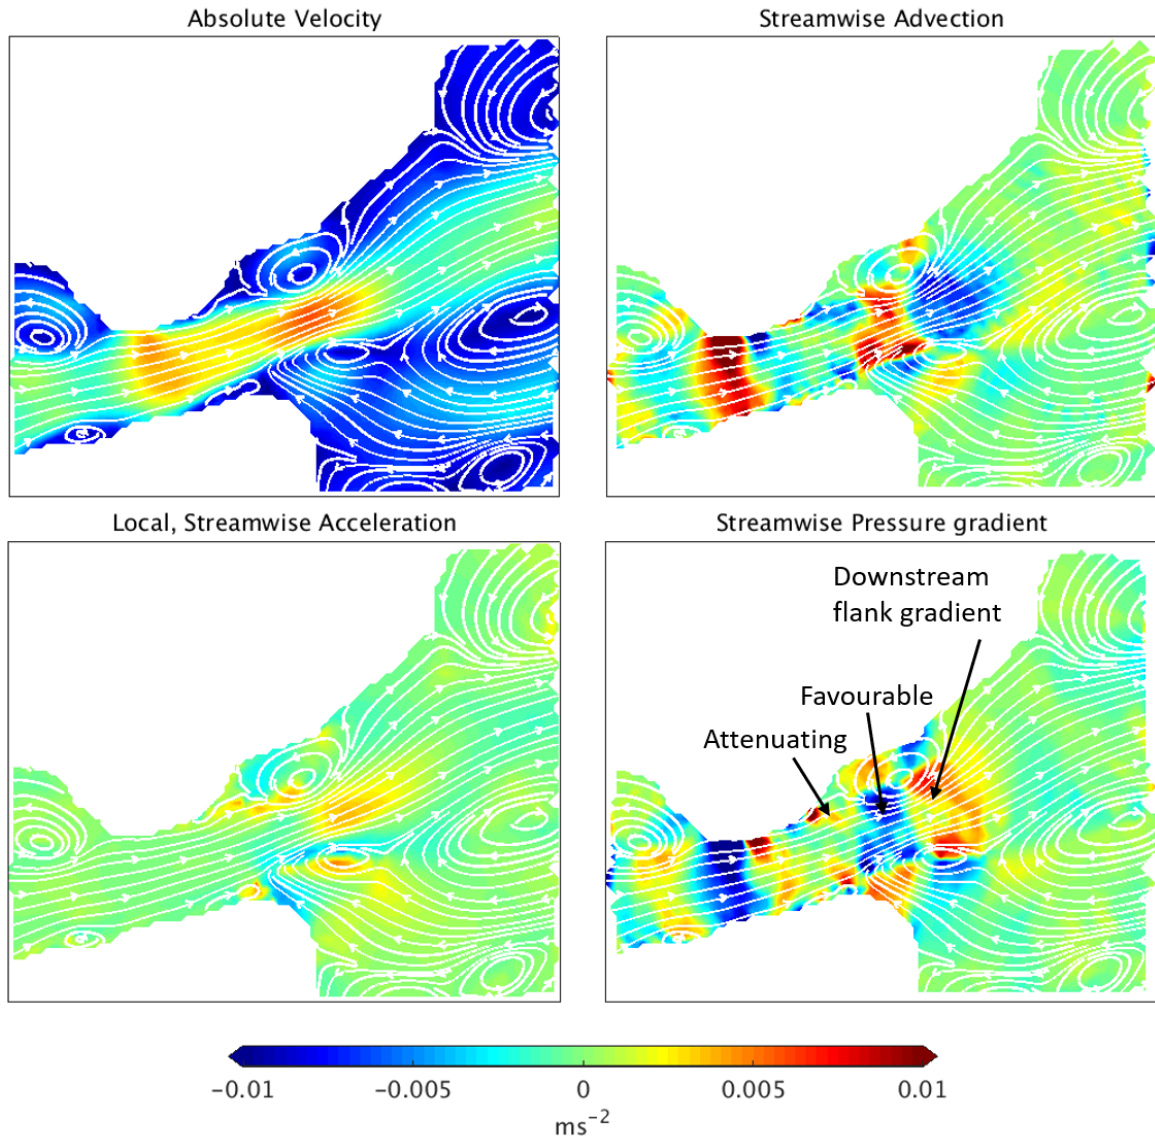 Absolute Velocity
Streamwise Advection
Local, Streamwise Acceleration
Streamwise Pressure gradient
Downstream
flank gradient
Favourable
Attenuating
−0.01 −0.005 0 0.005 0.01
ms⁻²